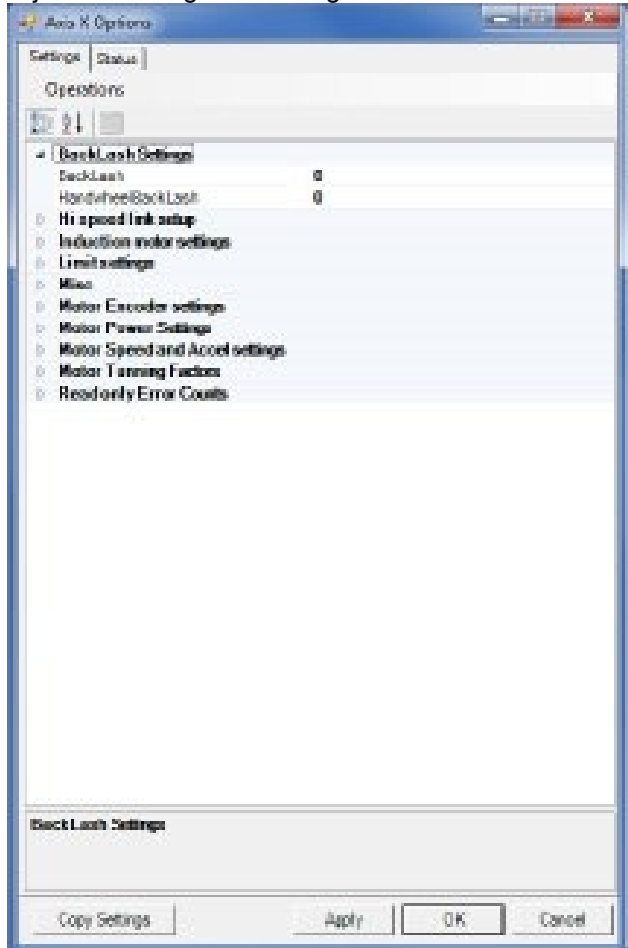 Axis X Options
Settings Status
Operations
BackLash Settings
BackLash 0
HandwheelBackLash 0
Hi speed link setup
Induction motor settings
Limit settings
Misc
Motor Encoder settings
Motor Power Settings
Motor Speed and Accel settings
Motor Tunning Factors
Readonly Error Counts
BackLash Settings
Copy Settings Apply OK Cancel